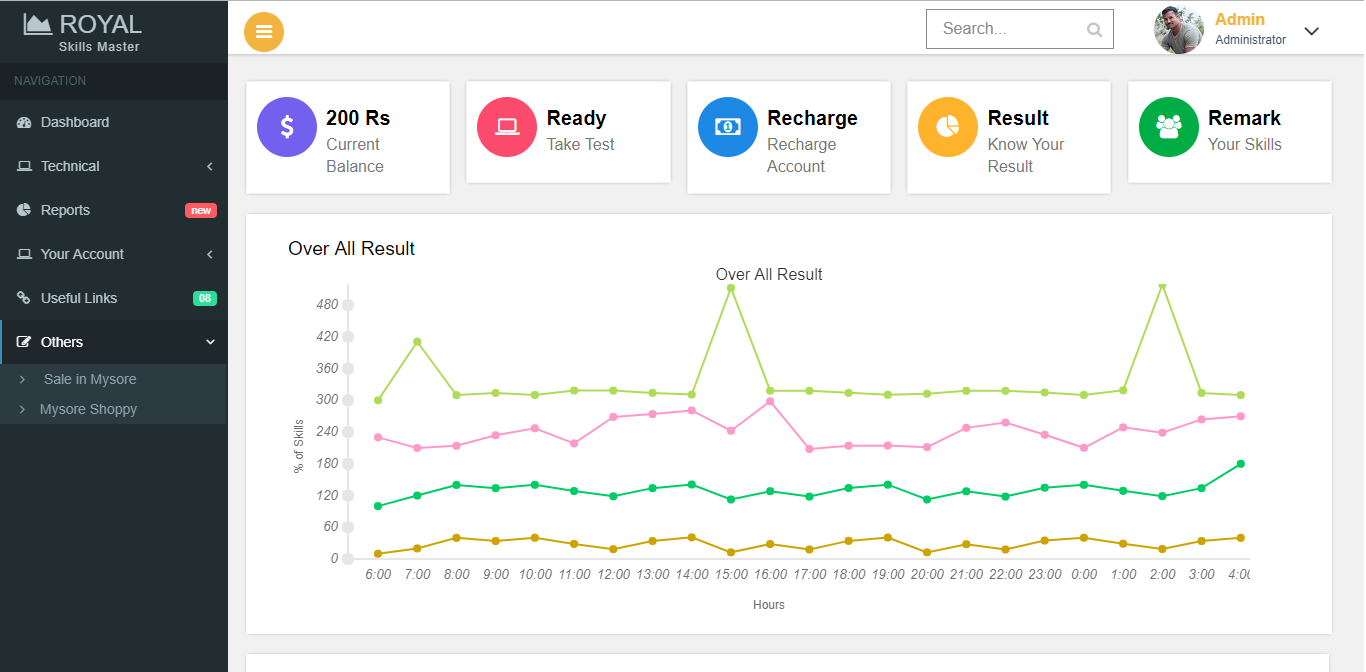 ROYAL
Skills Master
NAVIGATION
Dashboard
Technical
Reports new
Your Account
Useful Links 08
Others
Sale in Mysore
Mysore Shoppy
Search...
Admin
Administrator
200 Rs
Current
Balance
Ready
Take Test
Recharge
Recharge
Account
Result
Know Your
Result
Remark
Your Skills
Over All Result
Over All Result
480
420
360
300
240
180
120
60
0
% of Skills
6:00 7:00 8:00 9:00 10:00 11:00 12:00 13:00 14:00 15:00 16:00 17:00 18:00 19:00 20:00 21:00 22:00 23:00 0:00 1:00 2:00 3:00 4:00
Hours